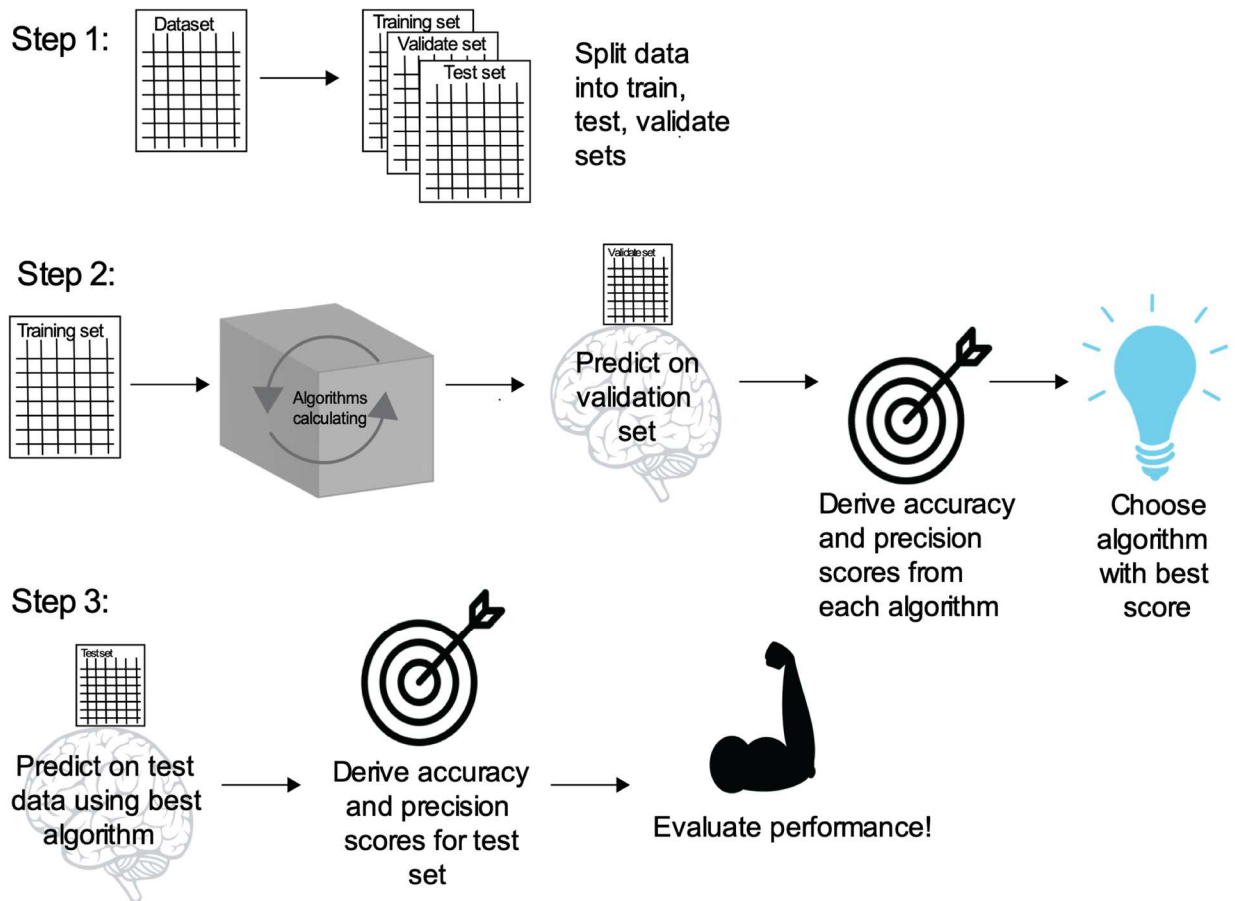 Step 1:
Dataset
Training set
Validate set
Test set
Split data
into train,
test, validate
sets
Step 2:
Training set
Algorithms
calculating
Validate set
Predict on
validation
set
Derive accuracy
and precision
scores from
each algorithm
Choose
algorithm
with best
score
Step 3:
Test set
Predict on test
data using best
algorithm
Derive accuracy
and precision
scores for test
set
Evaluate performance!